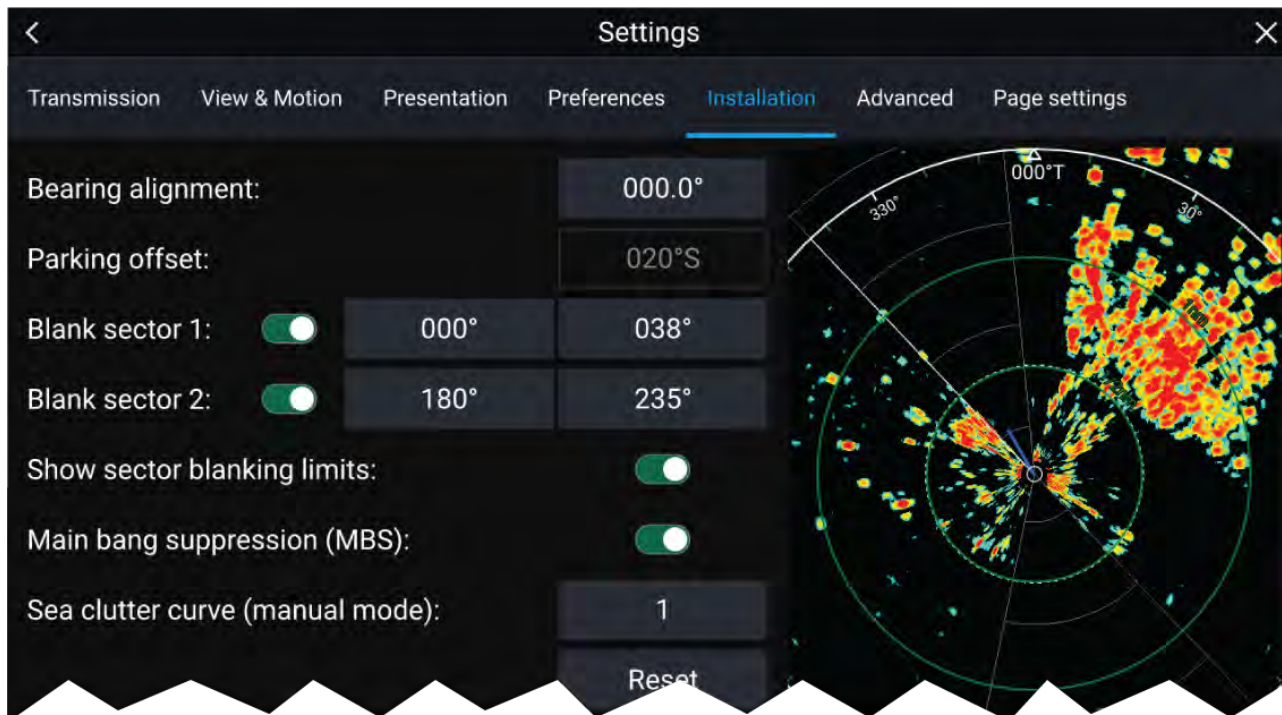 Settings
Transmission View & Motion Presentation Preferences Installation Advanced Page settings
Bearing alignment: 000.0°
Parking offset: 020°S
Blank sector 1: 000° 038°
Blank sector 2: 180° 235°
Show sector blanking limits:
Main bang suppression (MBS):
Sea clutter curve (manual mode): 1
Reset
000°T
330°
30°